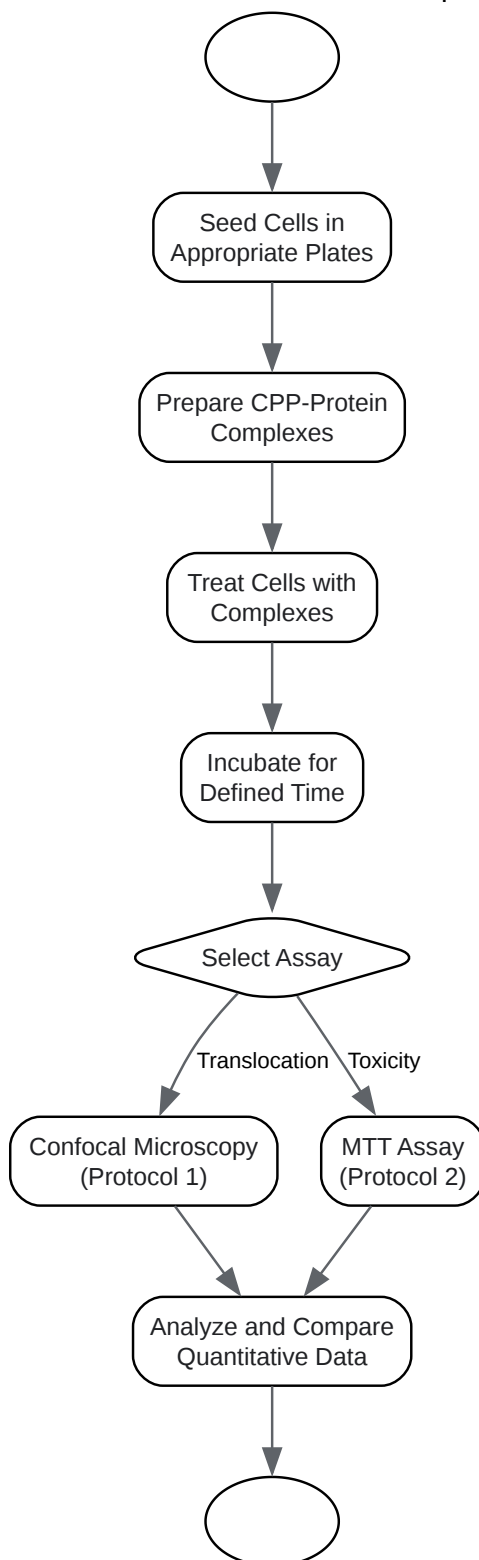 Seed Cells in
Appropriate Plates
Prepare CPP-Protein
Complexes
Treat Cells with
Complexes
Incubate for
Defined Time
Select Assay
Translocation
Toxicity
Confocal Microscopy
(Protocol 1)
MTT Assay
(Protocol 2)
Analyze and Compare
Quantitative Data